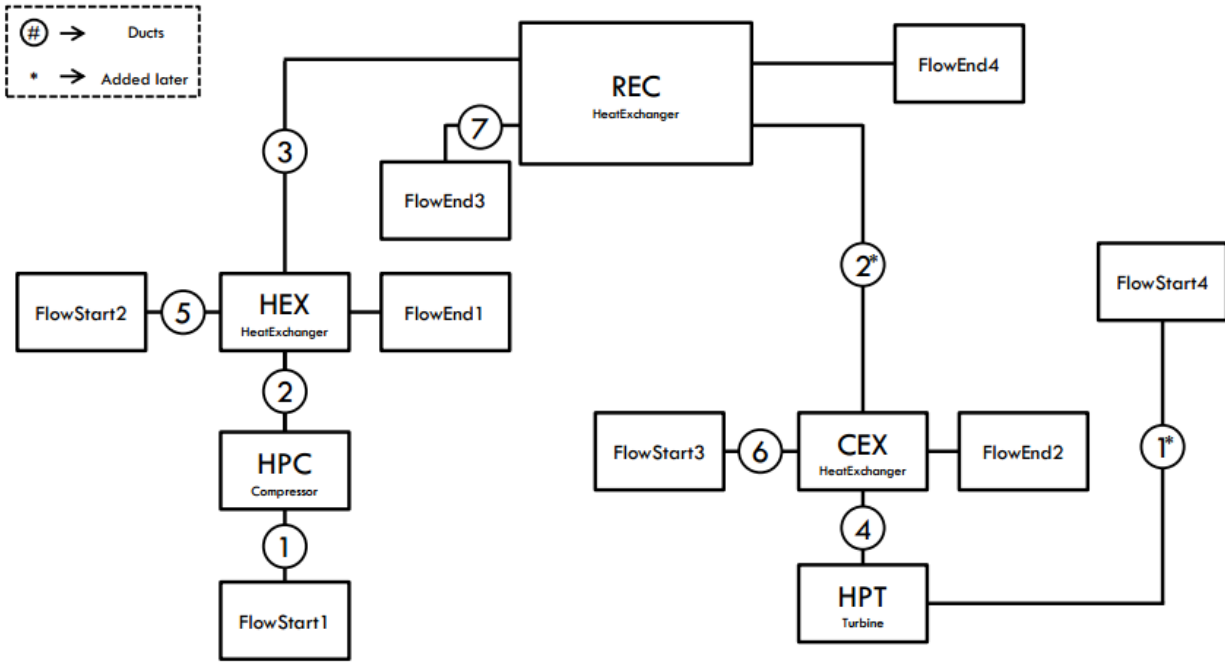 # → Ducts
* → Added later
REC
HeatExchanger
FlowEnd4
7
3
FlowEnd3
2*
FlowStart2
5
HEX
HeatExchanger
FlowEnd1
FlowStart4
2
FlowStart3
6
CEX
HeatExchanger
FlowEnd2
1*
HPC
Compressor
4
1
HPT
Turbine
FlowStart1